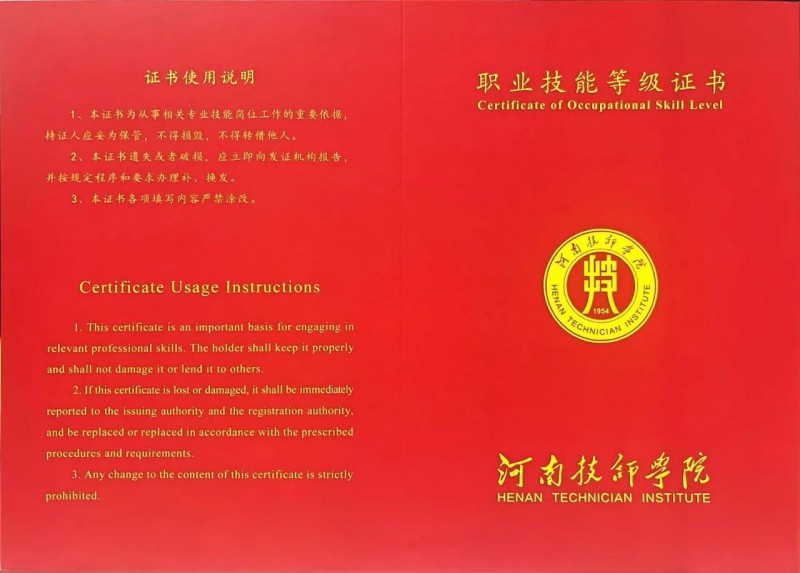 证书使用说明
1、本证书为从事相关专业技能岗位工作的重要依据，
持证人应妥为保管，不得损毁，不得转借他人。
2、本证书遗失或者破损，应立即向发证机构报告，
并按规定程序和要求办理补、换发。
3、本证书各项填写内容严禁涂改。
Certificate Usage Instructions
1. This certificate is an important basis for engaging in
relevant professional skills. The holder shall keep it properly
and shall not damage it or lend it to others.
2. If this certificate is lost or damaged, it shall be immediately
reported to the issuing authority and the registration authority,
and be replaced or replaced in accordance with the prescribed
procedures and requirements.
3. Any change to the content of this certificate is strictly
prohibited.
职业技能等级证书
Certificate of Occupational Skill Level
河南技师学院
技
1954
HENAN TECHNICIAN INSTITUTE
河南技师学院
HENAN TECHNICIAN INSTITUTE